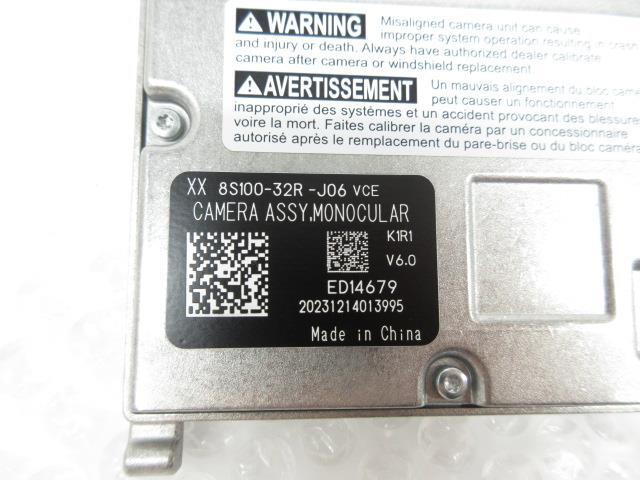 WARNING
Misaligned camera unit can cause
improper system operation resulting in crash
and injury or death. Always have authorized dealer calibrate
camera after camera or windshield replacement.
AVERTISSEMENT
Un mauvais alignement du bloc caméra
peut causer un fonctionnement
inapproprié des systèmes et un accident provocant des blessures
voire la mort. Faites calibrer la caméra par un concessionnaire
autorisé après le remplacement du pare-brise ou du bloc caméra
XX 8S100-32R-J06 VCE
CAMERA ASSY,MONOCULAR
K1R1
V6.0
ED14679
20231214013995
Made in China